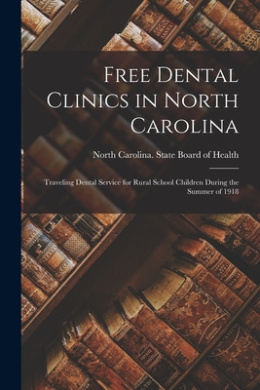 Free Dental
Clinics in North
Carolina
North Carolina. State Board of Health
Traveling Dental Service for Rural School Children During the
Summer of 1918